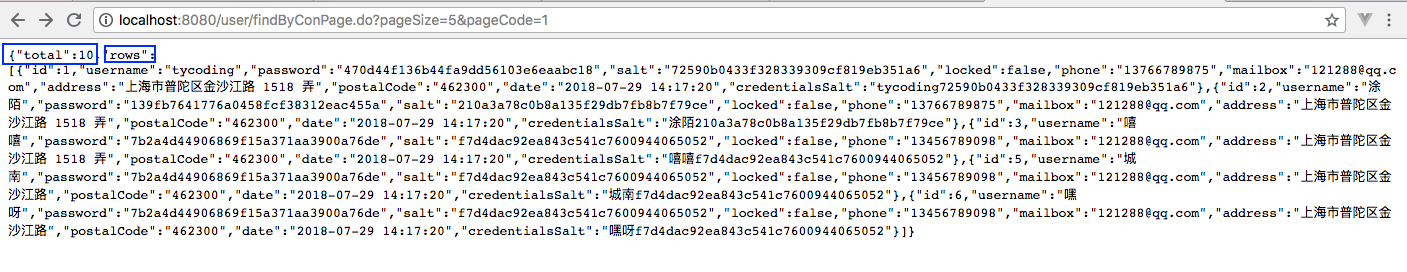 localhost:8080/user/findByConPage.do?pageSize=5&pageCode=1
{"total":10,"rows":
[{"id":1,"username":"tycoding","password":"470d44f136b44fa9dd56103e6eaabc18","salt":"72590b0433f328339309cf819eb351a6","locked":false,"phone":"13766789875","mailbox":"121288@qq.c
om","address":"上海市普陀区金沙江路 1518 弄","postalCode":"462300","date":"2018-07-29 14:17:20","credentialsSalt":"tycoding72590b0433f328339309cf819eb351a6"},{"id":2,"username":"涂
陌","password":"139fb7641776a0458fcf38312eac455a","salt":"210a3a78c0b8a135f29db7fb8b7f79ce","locked":false,"phone":"13766789875","mailbox":"121288@qq.com","address":"上海市普陀区金
沙江路 1518 弄","postalCode":"462300","date":"2018-07-29 14:17:20","credentialsSalt":"涂陌210a3a78c0b8a135f29db7fb8b7f79ce"},{"id":3,"username":"嘻
嘻","password":"7b2a4d44906869f15a371aa3900a76de","salt":"f7d4dac92ea843c541c7600944065052","locked":false,"phone":"13456789098","mailbox":"121288@qq.com","address":"上海市普陀区金
沙江路 1518 弄","postalCode":"462300","date":"2018-07-29 14:17:20","credentialsSalt":"嘻嘻f7d4dac92ea843c541c7600944065052"},{"id":5,"username":"城
南","password":"7b2a4d44906869f15a371aa3900a76de","salt":"f7d4dac92ea843c541c7600944065052","locked":false,"phone":"13456789098","mailbox":"121288@qq.com","address":"上海市普陀区金
沙江路","postalCode":"462300","date":"2018-07-29 14:17:20","credentialsSalt":"城南f7d4dac92ea843c541c7600944065052"},{"id":6,"username":"嘿
呀","password":"7b2a4d44906869f15a371aa3900a76de","salt":"f7d4dac92ea843c541c7600944065052","locked":false,"phone":"13456789098","mailbox":"121288@qq.com","address":"上海市普陀区金
沙江路","postalCode":"462300","date":"2018-07-29 14:17:20","credentialsSalt":"嘿呀f7d4dac92ea843c541c7600944065052"}]}